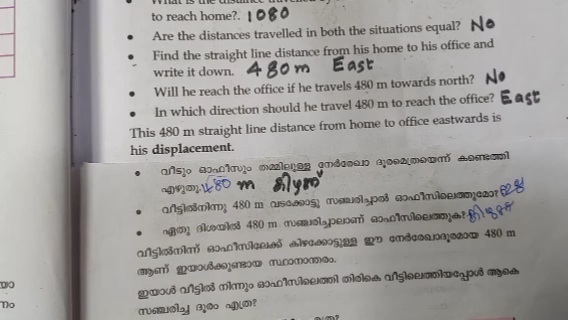 to reach home?. 1080
• Are the distances travelled in both the situations equal? No
• Find the straight line distance from his home to his office and
write it down. 480 m East
• Will he reach the office if he travels 480 m towards north? No
• In which direction should he travel 480 m to reach the office? East
This 480 m straight line distance from home to office eastwards is
his displacement.
• വീടും ഓഫീസും തമ്മിലുള്ള നേർരേഖാ ദൂരമെത്രയെന്ന് കണ്ടെത്തി
എഴുതൂ. 480 m കിഴക്ക്
• വീട്ടിൽനിന്നു 480 m വടക്കോട്ടു സഞ്ചരിച്ചാൽ ഓഫീസിലെത്തുമോ?
• ഏതു ദിശയിൽ 480 m സഞ്ചരിച്ചാലാണ് ഓഫീസിലെത്തുക?
വീട്ടിൽനിന്ന് ഓഫീസിലേക്ക് കിഴക്കോട്ടുള്ള ഈ നേർരേഖാദൂരമായ 480 m
ആണ് ഇയാൾക്കുണ്ടായ സ്ഥാനാന്തരം.
ഇയാൾ വീട്ടിൽ നിന്നും ഓഫീസിലെത്തി തിരികെ വീട്ടിലെത്തിയപ്പോൾ ആകെ
സഞ്ചരിച്ച ദൂരം എത്ര?